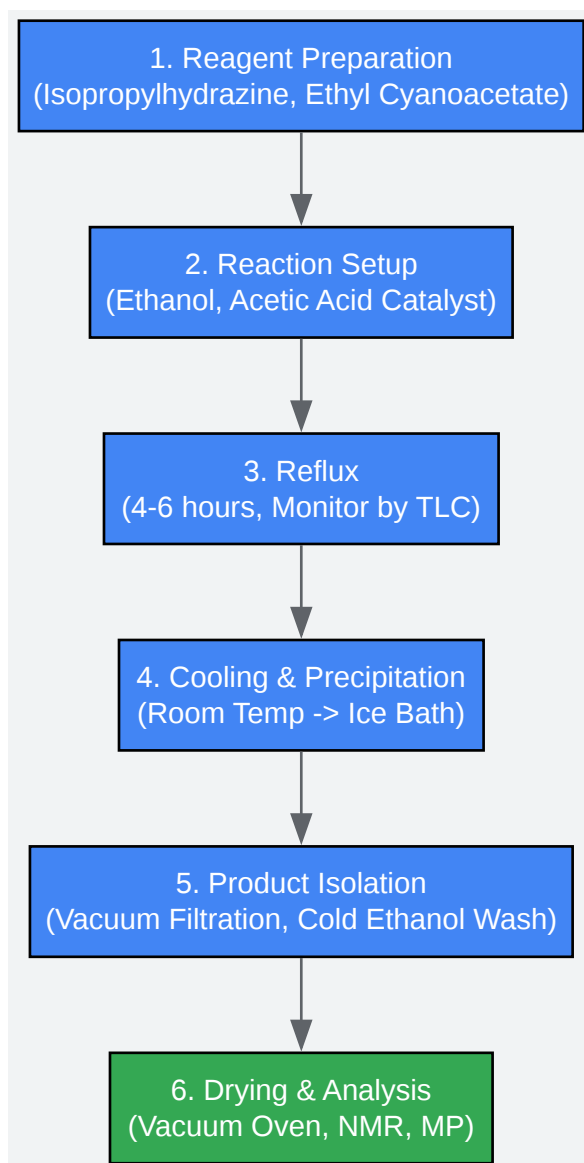 1. Reagent Preparation
(Isopropylhydrazine, Ethyl Cyanoacetate)
2. Reaction Setup
(Ethanol, Acetic Acid Catalyst)
3. Reflux
(4-6 hours, Monitor by TLC)
4. Cooling & Precipitation
(Room Temp -> Ice Bath)
5. Product Isolation
(Vacuum Filtration, Cold Ethanol Wash)
6. Drying & Analysis
(Vacuum Oven, NMR, MP)